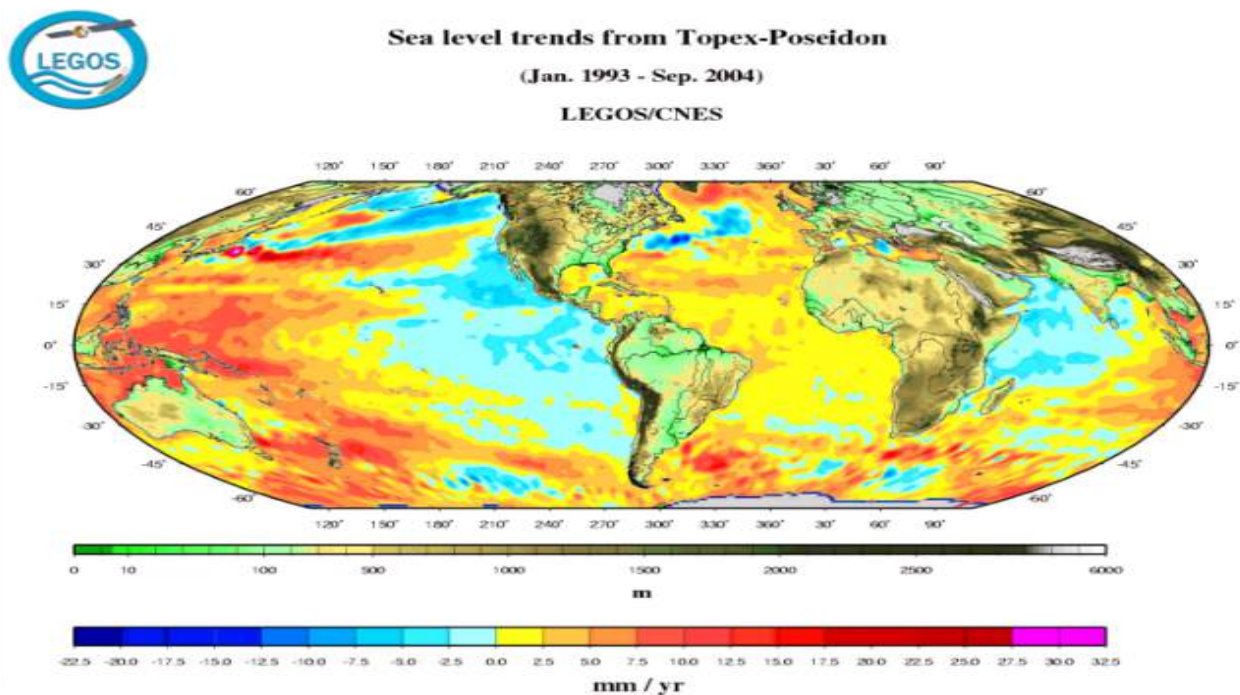 LEGOS
Sea level trends from Topex-Poseidon
(Jan. 1993 - Sep. 2004)
LEGOS/CNES
120° 150° 180° 210° 240° 270° 300° 330° 360° 30° 60° 90°
60° 60°
45° 45°
30° 30°
15° 15°
0° 0°
-15° -15°
-30° -30°
-45° -45°
-60° -60°
120° 150° 180° 210° 240° 270° 300° 330° 360° 30° 60° 90°
0 10 100 500 1000 1500 2000 2500 6000
m
-22.5 -20.0 -17.5 -15.0 -12.5 -10.0 -7.5 -5.0 -2.5 0.0 2.5 5.0 7.5 10.0 12.5 15.0 17.5 20.0 22.5 25.0 27.5 30.0 32.5
mm / yr